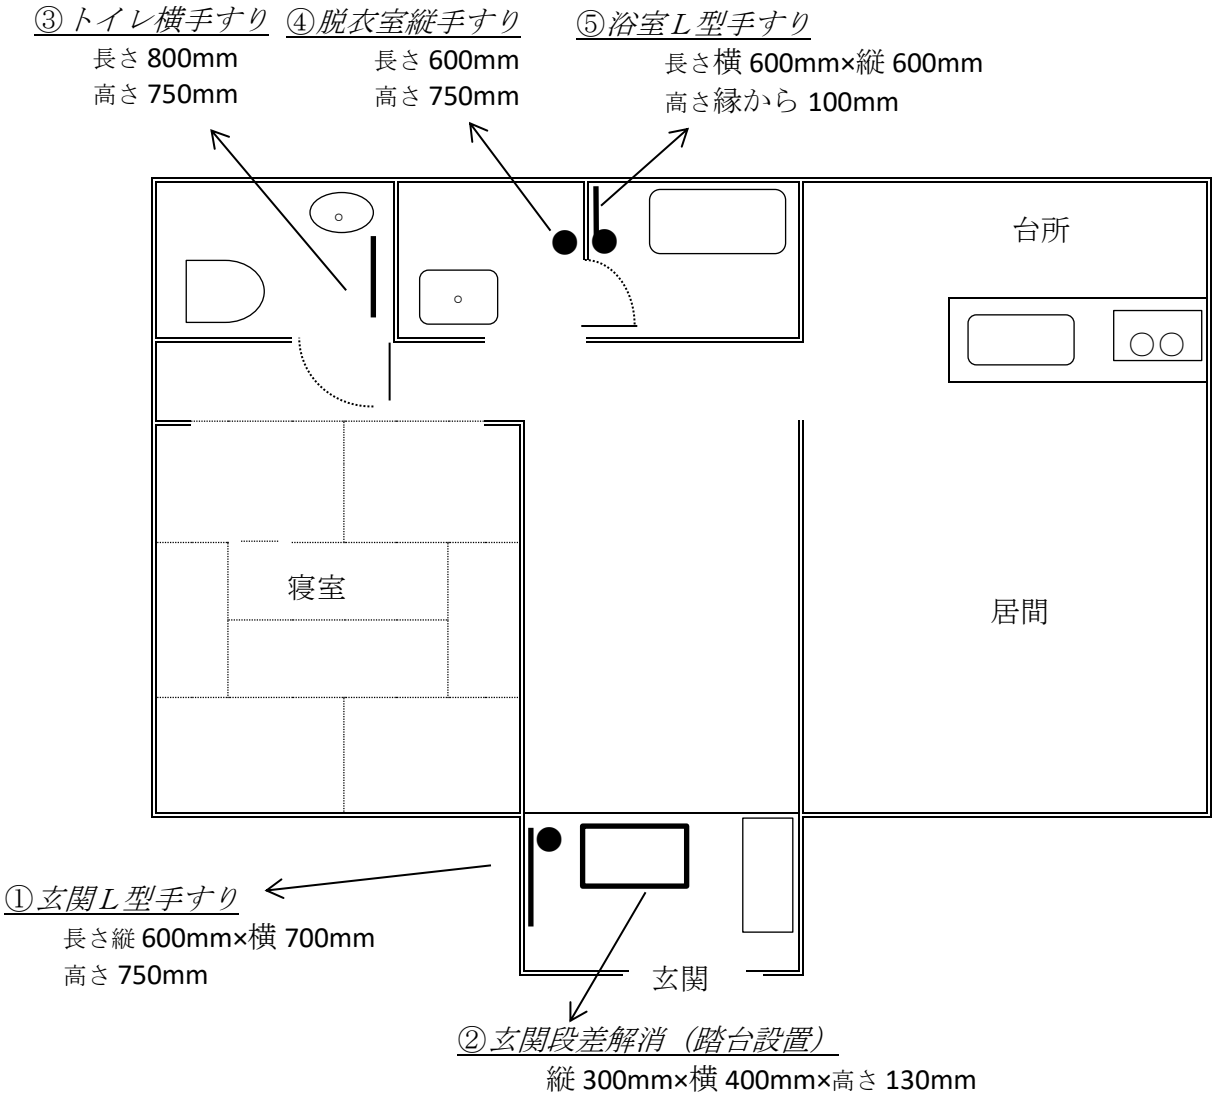 ③トイレ横手すり
長さ 800mm
高さ 750mm
④脱衣室縦手すり
長さ 600mm
高さ 750mm
⑤浴室Ｌ型手すり
長さ横 600mm×縦 600mm
高さ縁から 100mm
台所
寝室
居間
①玄関Ｌ型手すり
長さ縦 600mm×横 700mm
高さ 750mm
玄関
②玄関段差解消（踏台設置）
縦 300mm×横 400mm×高さ 130mm